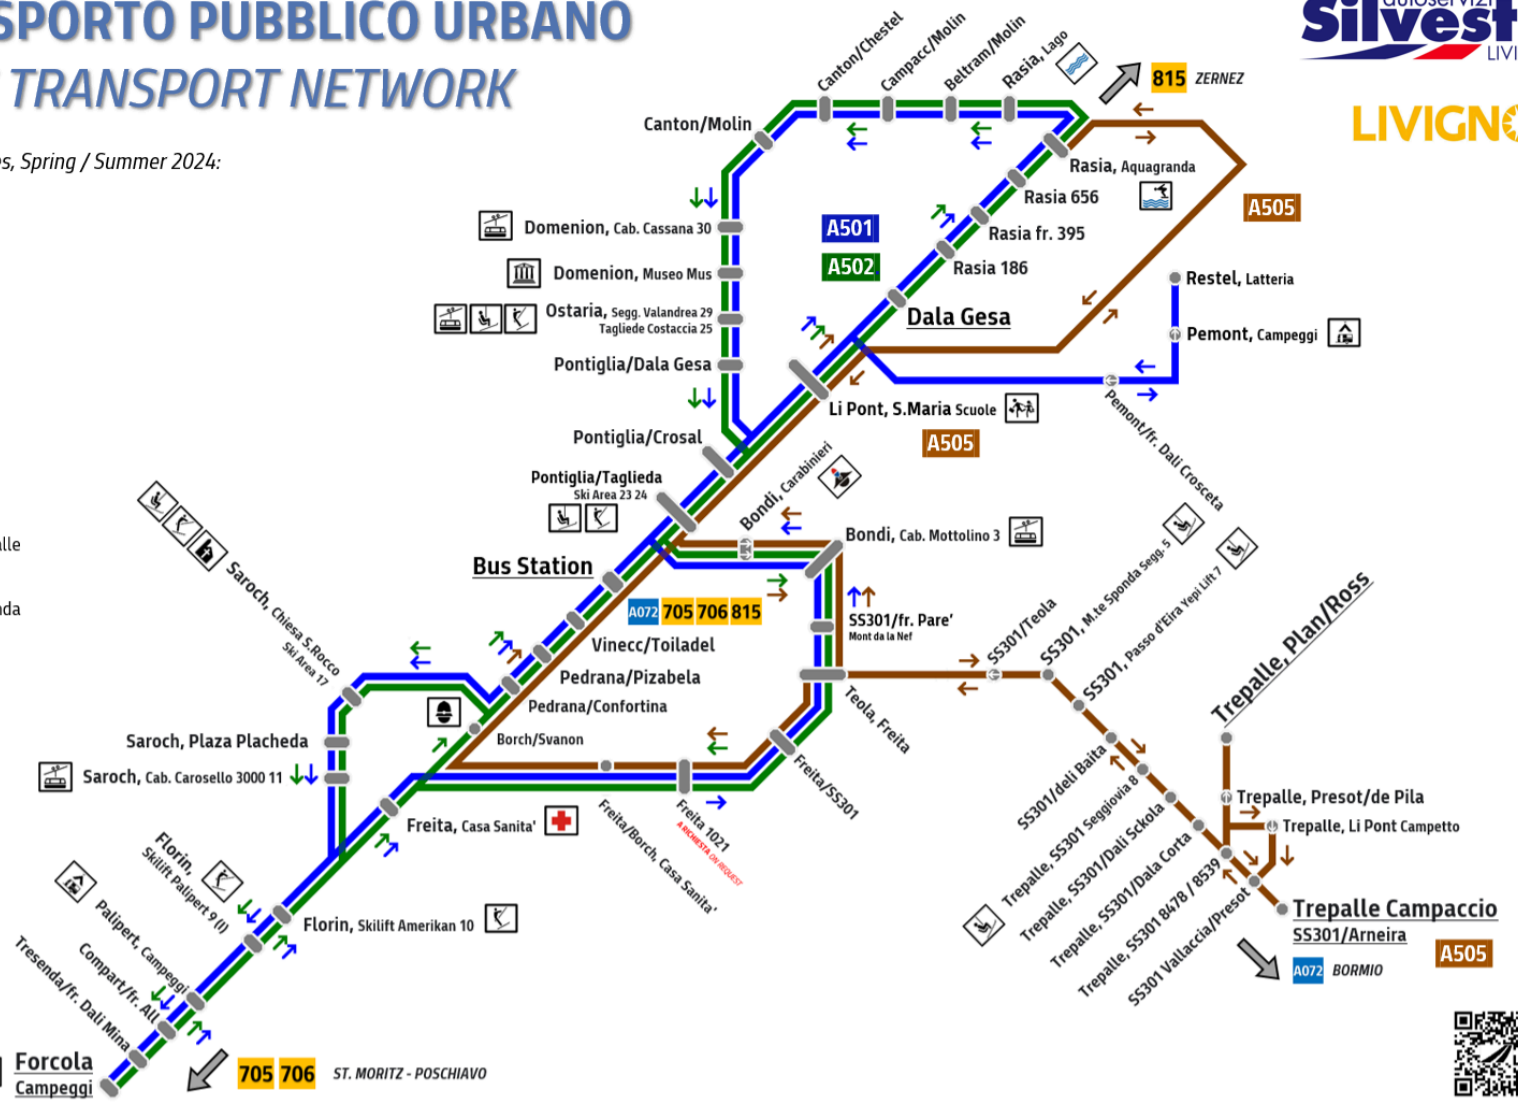 SPORTO PUBBLICO URBANO
TRANSPORT NETWORK
s, Spring / Summer 2024:
autoservizi
Silvest
LIVI
LIVIGN
Canton/Chestel
Campacc/Molin
Beltram/Molin
Rasia, Lago
815 ZERNEZ
Canton/Molin
Rasia, Aquagranda
Rasia 656
A505
Domenion, Cab. Cassana 30
A501
Rasia fr. 395
A502
Rasia 186
Domenion, Museo Mus
Restel, Latteria
Ostaria, Segg. Valandrea 29
Tagliede Costaccia 25
Dala Gesa
Pemont, Campeggi
Pontiglia/Dala Gesa
Li Pont, S.Maria Scuole
A505
Pemont/fr. Dali Crosceta
Pontiglia/Crosal
Pontiglia/Taglieda
Ski Area 23 24
Bondi, Carabinieri
Bondi, Cab. Mottolino 3
alle
nda
Bus Station
A072 705 706 815
Saroch, Chiesa S.Rocco
Ski Area 17
Vinecc/Toiladel
Pedrana/Pizabela
Pedrana/Confortina
Borch/Svanon
SS301/fr. Pare'
Mont da la Nef
SS301/Teola
SS301, M.te Sponda Segg. 5
SS301, Passo d'Eira Yepi Lift 7
Trepalle, Plan/Ross
Teola, Freita
Saroch, Plaza Placheda
Saroch, Cab. Carosello 3000 11
Freita, Casa Sanita'
Freita/Borch, Casa Sanita'
Freita 1021
A RICHIESTA ON REQUEST
Freita/SS301
SS301/deli Baita
Trepalle, SS301 Seggiovia 8
Trepalle, SS301/Dali Sckola
Trepalle, SS301/Dala Corta
Trepalle, SS301 8478 / 8539
SS301 Vallaccia/Presot
Trepalle, Presot/de Pila
Trepalle, Li Pont Campetto
Trepalle Campaccio
SS301/Arneira
A505
A072 BORMIO
Florin,
Skilift Palipert 9 (I)
Florin, Skilift Amerikan 10
Palipert, Campeggi
Compart/fr. All
Tresenda/fr. Dali Mina
Forcola
Campeggi
705 706 ST. MORITZ - POSCHIAVO